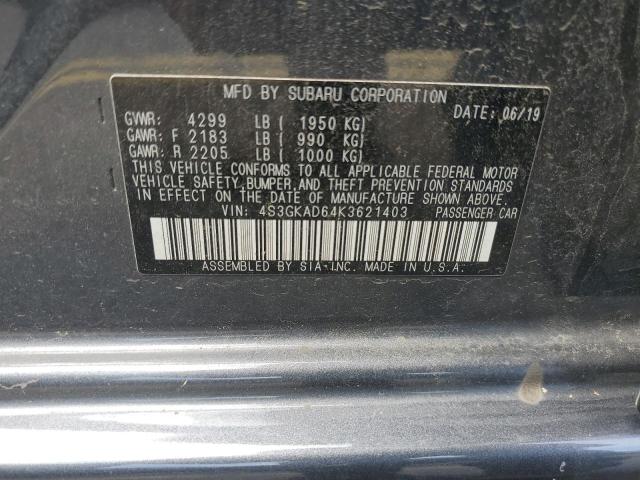 MFD BY SUBARU CORPORATION
DATE: 06/19
GVWR: 4299 LB ( 1950 KG)
GAWR: F 2183 LB ( 990 KG)
GAWR: R 2205 LB ( 1000 KG)
THIS VEHICLE CONFORMS TO ALL APPLICABLE FEDERAL MOTOR
VEHICLE SAFETY, BUMPER, AND THEFT PREVENTION STANDARDS
IN EFFECT ON THE DATE OF MANUFACTURE SHOWN ABOVE.
VIN: 4S3GKAD64K3621403 PASSENGER CAR
ASSEMBLED BY SIA-INC. MADE IN U.S.A.